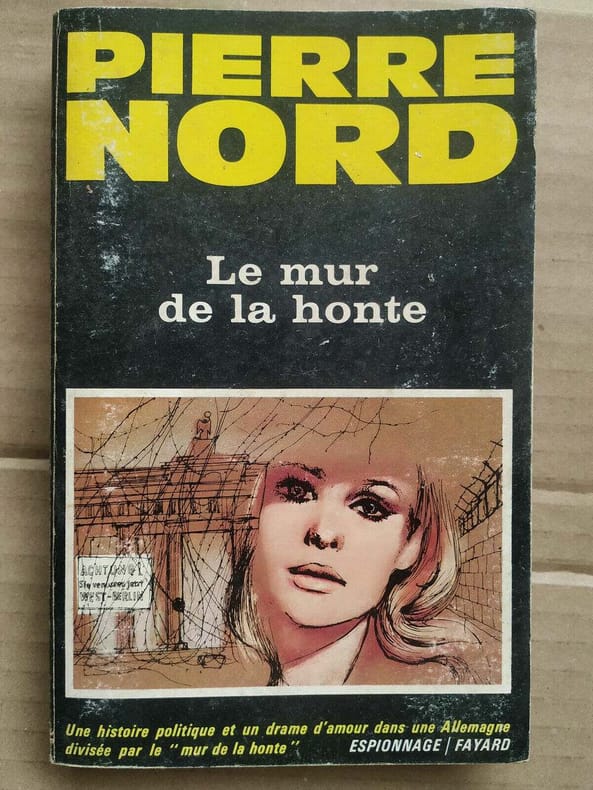 PIERRE
NORD
Le mur
de la honte
ACHTUNG!
WEST-BERLIN
Une histoire politique et un drame d'amour dans une Allemagne
divisée par le "mur de la honte" ESPIONNAGE / FAYARD